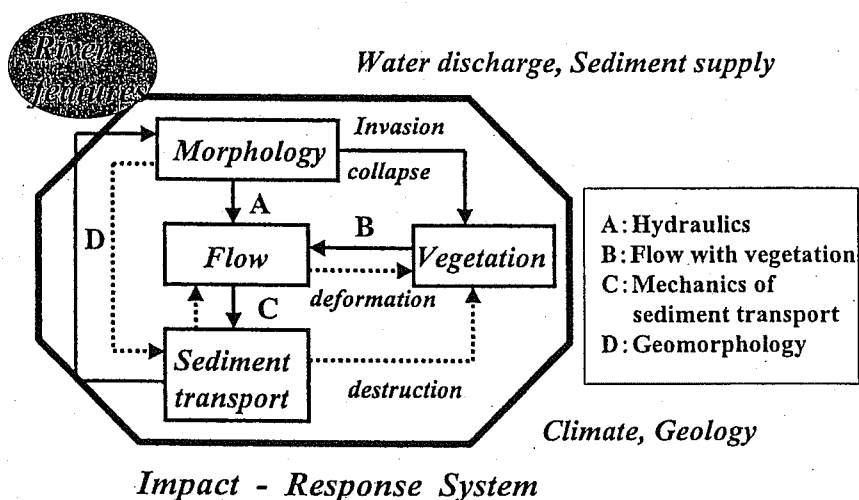 River
features
Water discharge, Sediment supply
Invasion
Morphology
collapse
A
B
D
Flow
Vegetation
deformation
C
Sediment
transport
destruction
A: Hydraulics
B: Flow with vegetation
C: Mechanics of
sediment transport
D: Geomorphology
Climate, Geology
Impact - Response System